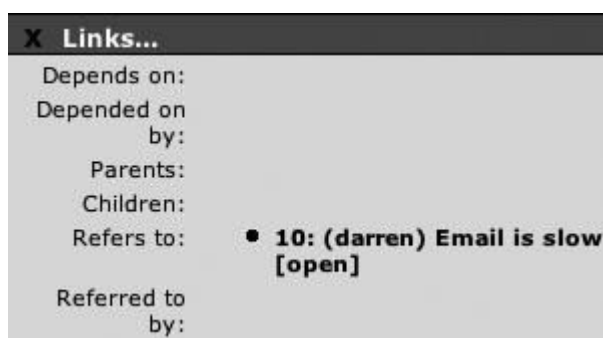 X Links...
Depends on:
Depended on
by:
Parents:
Children:
Refers to: • 10: (darren) Email is slow
[open]
Referred to
by: